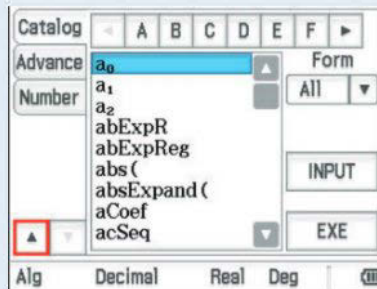 Catalog
Advance
Number
A B C D E F
a₀
a₁
a₂
abExpR
abExpReg
abs(
absExpand(
aCoef
acSeq
Form
All
INPUT
EXE
Alg Decimal Real Deg